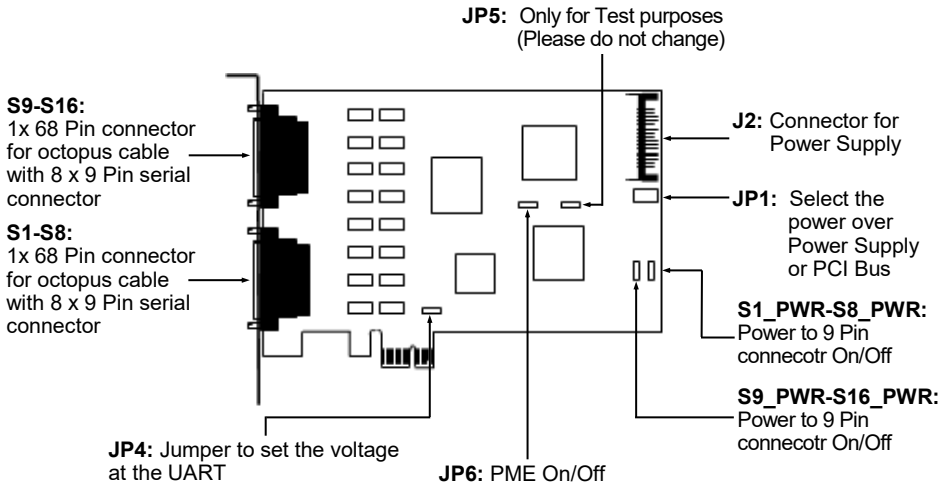 JP5: Only for Test purposes
(Please do not change)
S9-S16:
1x 68 Pin connector
for octopus cable
with 8 x 9 Pin serial
connector
S1-S8:
1x 68 Pin connector
for octopus cable
with 8 x 9 Pin serial
connector
J2: Connector for
Power Supply
JP1: Select the
power over
Power Supply
or PCI Bus
S1_PWR-S8_PWR:
Power to 9 Pin
connecotr On/Off
S9_PWR-S16_PWR:
Power to 9 Pin
connecotr On/Off
JP4: Jumper to set the voltage
at the UART
JP6: PME On/Off